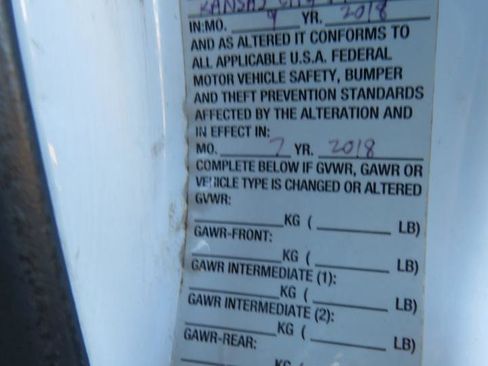 KANSAS CITY
IN: MO. 9 YR. 2018
AND AS ALTERED IT CONFORMS TO
ALL APPLICABLE U.S.A. FEDERAL
MOTOR VEHICLE SAFETY, BUMPER
AND THEFT PREVENTION STANDARDS
AFFECTED BY THE ALTERATION AND
IN EFFECT IN:
MO. 7 YR. 2018
COMPLETE BELOW IF GVWR, GAWR OR
VEHICLE TYPE IS CHANGED OR ALTERED
GVWR:
KG ( LB)
GAWR-FRONT:
KG ( LB)
GAWR INTERMEDIATE (1):
KG ( LB)
GAWR INTERMEDIATE (2):
KG ( LB)
GAWR-REAR:
KG ( LB)